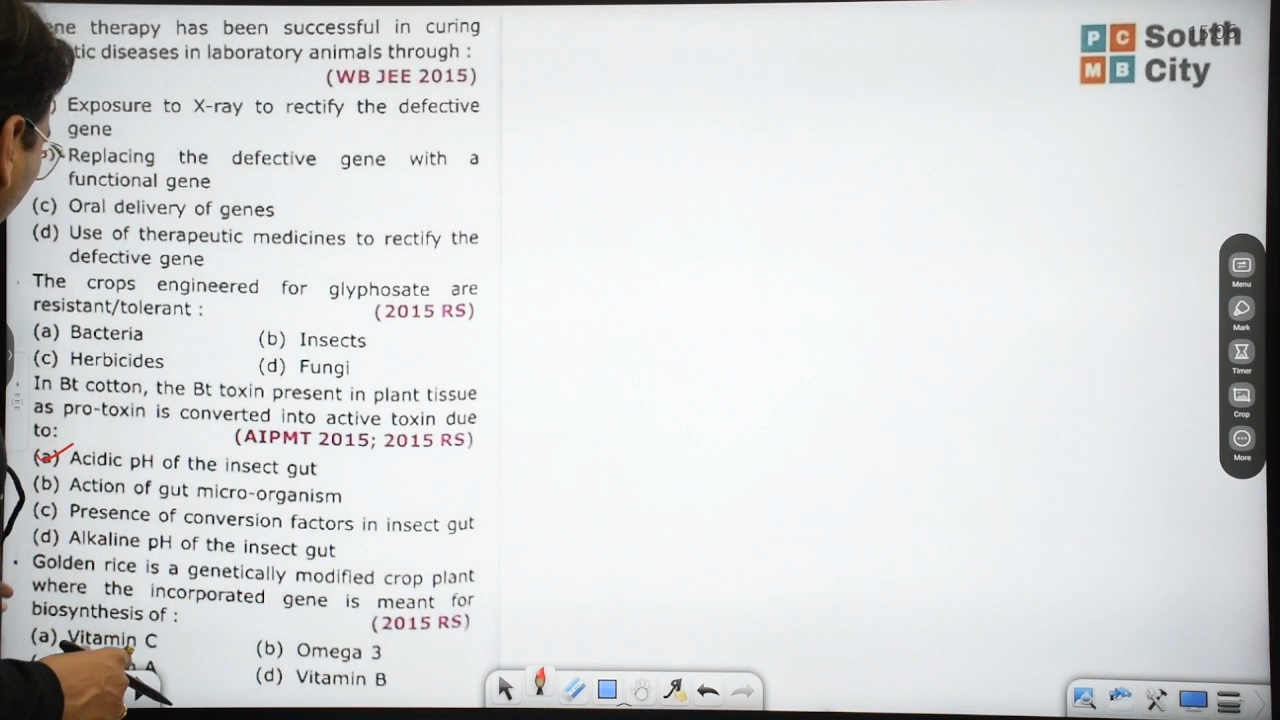 ne therapy has been successful in curing
tic diseases in laboratory animals through :
(WB JEE 2015)
Exposure to X-ray to rectify the defective
gene
Replacing the defective gene with a
functional gene
(c) Oral delivery of genes
(d) Use of therapeutic medicines to rectify the
defective gene
The crops engineered for glyphosate are
resistant/tolerant :
(2015 RS)
(a) Bacteria
(b) Insects
(c) Herbicides
(d) Fungi
In Bt cotton, the Bt toxin present in plant tissue
as pro-toxin is converted into active toxin due
to:
(AIPMT 2015; 2015 RS)
(a) Acidic pH of the insect gut
(b) Action of gut micro-organism
(c) Presence of conversion factors in insect gut
(d) Alkaline pH of the insect gut
Golden rice is a genetically modified crop plant
where the incorporated gene is meant for
biosynthesis of :
(2015 RS)
(a) Vitamin C
(b) Omega 3
A
(d) Vitamin B
P C
M B
South
City
Menu
Mark
Timer
Crop
More